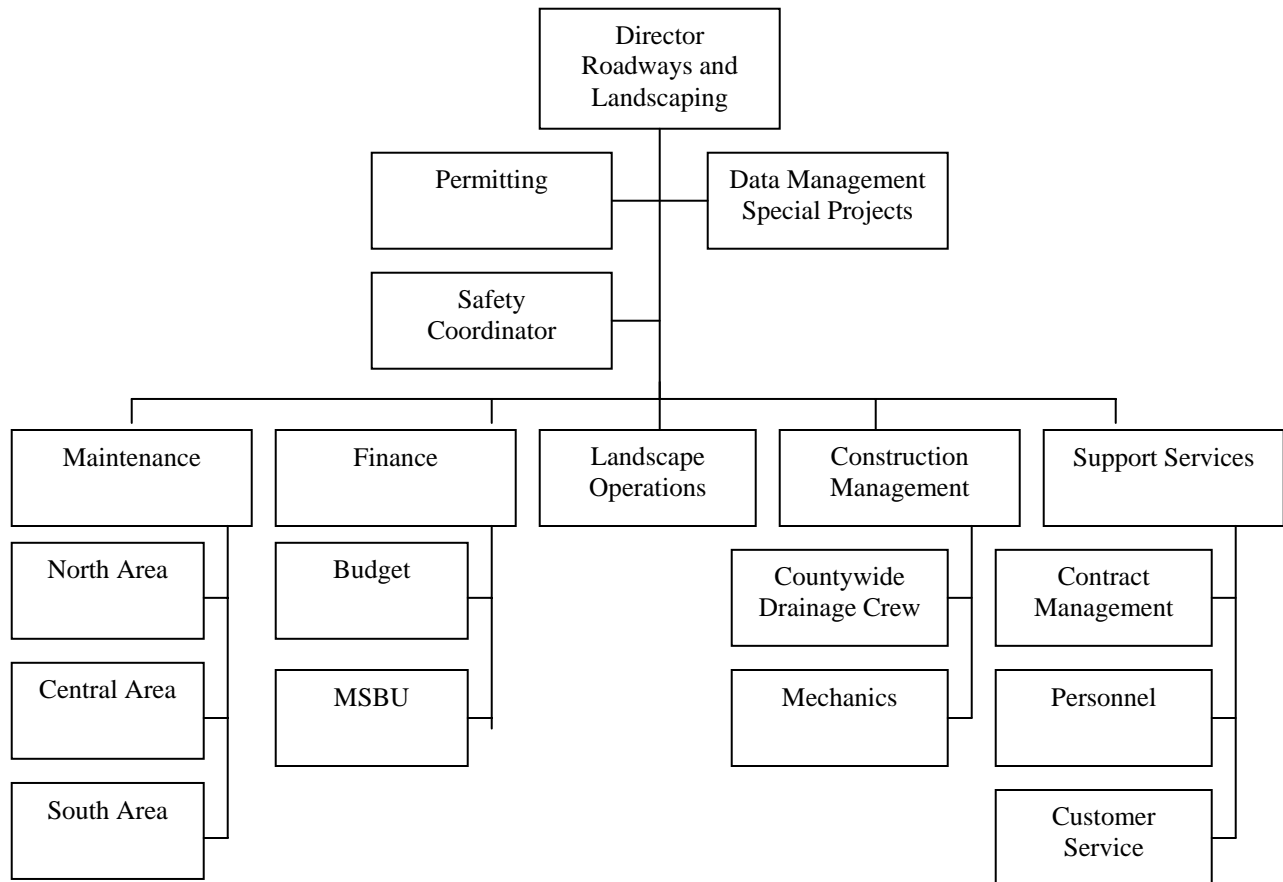 Director
Roadways and
Landscaping
Permitting
Data Management
Special Projects
Safety
Coordinator
Maintenance
Finance
Landscape
Operations
Construction
Management
Support Services
North Area
Central Area
South Area
Budget
MSBU
Countywide
Drainage Crew
Mechanics
Contract
Management
Personnel
Customer
Service